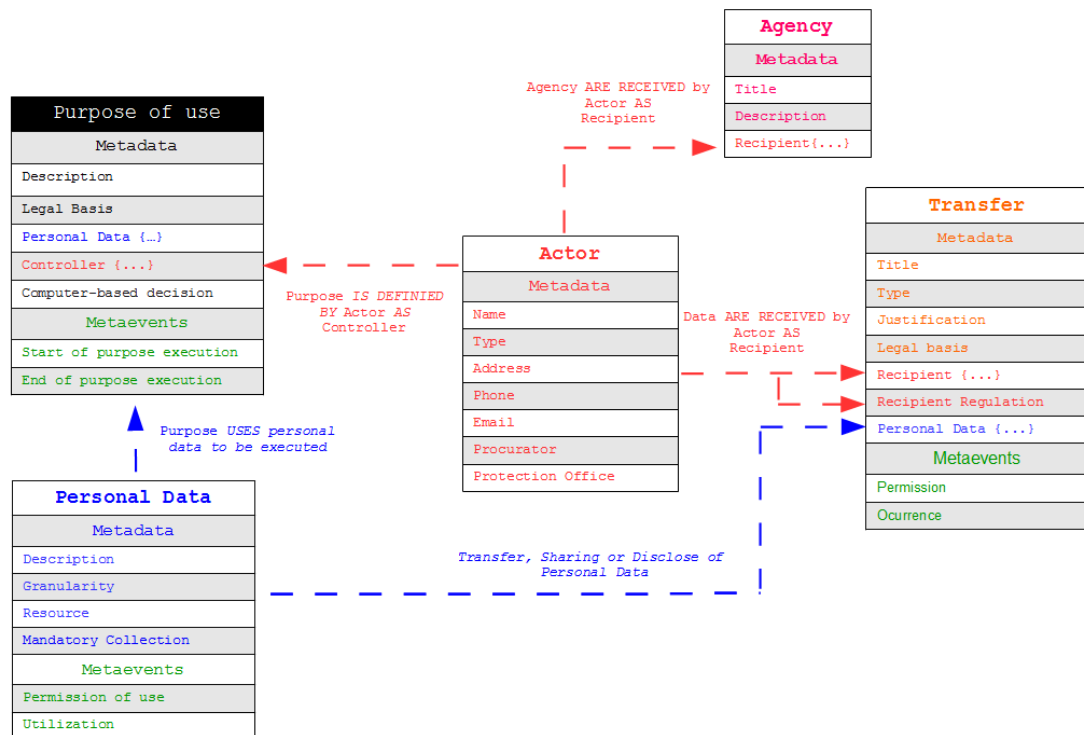 Agency
Metadata
Title
Description
Recipient{...}
Agency ARE RECEIVED by
Actor AS
Recipient
Purpose of use
Metadata
Description
Legal Basis
Personal Data {…}
Controller {...}
Computer-based decision
Metaevents
Start of purpose execution
End of purpose execution
Purpose IS DEFINIED
BY Actor AS
Controller
Actor
Metadata
Name
Type
Address
Phone
Email
Procurator
Protection Office
Data ARE RECEIVED by
Actor AS
Recipient
Transfer
Metadata
Title
Type
Justification
Legal basis
Recipient {...}
Recipient Regulation
Personal Data {...}
Metaevents
Permission
Ocurrence
Purpose USES personal
data to be executed
Personal Data
Metadata
Description
Granularity
Resource
Mandatory Collection
Metaevents
Permission of use
Utilization
Transfer, Sharing or Disclose of
Personal Data